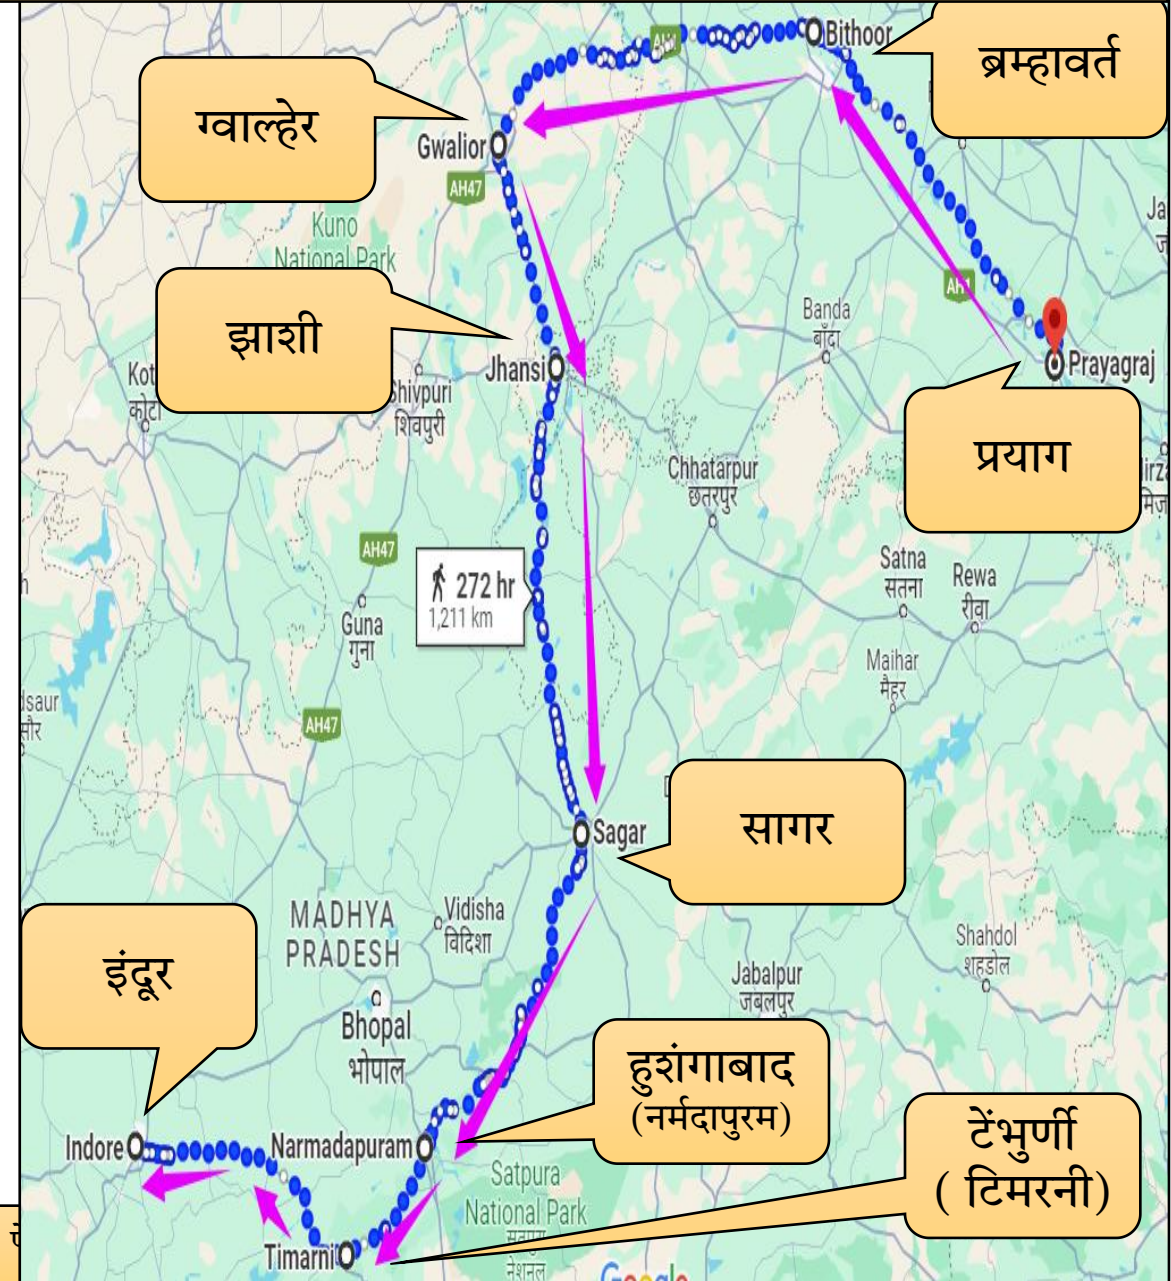 Bithoor
ब्रम्हावर्त
AH1
ग्वाल्हेर
Gwalior
AH47
Kuno
National Park
AH1
झाशी
Banda
बाँदा
Prayagraj
Jhansi
Shivpuri
शिवपुरी
कोटा
प्रयाग
Chhatarpur
छतरपुर
AH47
272 hr
1,211 km
Satna
सतना
Rewa
रीवा
Guna
गुना
Maihar
मैहर
AH47
Sagar
सागर
MADHYA
PRADESH
Vidisha
विदिशा
Shahdol
शहडोल
इंदूर
Jabalpur
जबलपुर
Bhopal
भोपाल
हुशंगाबाद
(नर्मदापुरम)
Indore
Narmadapuram
टेंभुर्णी
( टिमरनी)
Satpura
National Park
Timarni
Google